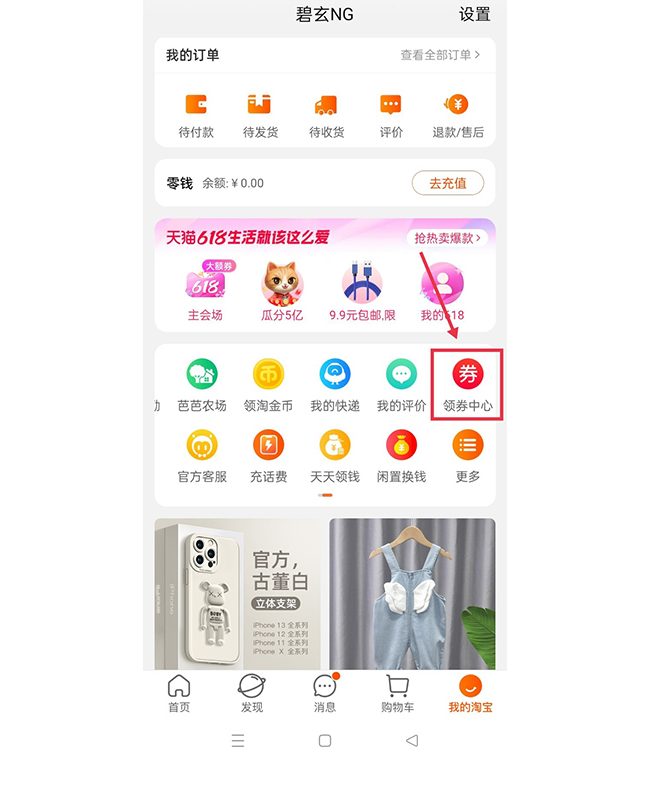 碧玄NG
设置
我的订单
查看全部订单 >
待付款 待发货 待收货 评价 退款/售后
零钱 余额: ¥ 0.00
去充值
天猫618生活就该这么爱
抢热卖爆款 >
大额券
618
主会场 瓜分5亿 9.9元包邮,限 我的618
币
券
芭芭农场 领淘金币 我的快递 我的评价 领券中心
官方客服 充话费 天天领钱 闲置换钱 更多
官方，
古董白
立体支架
iPhone 13 全系列
iPhone 12 全系列
iPhone 11 全系列
iPhone X 全系列
首页 发现 消息 购物车 我的淘宝